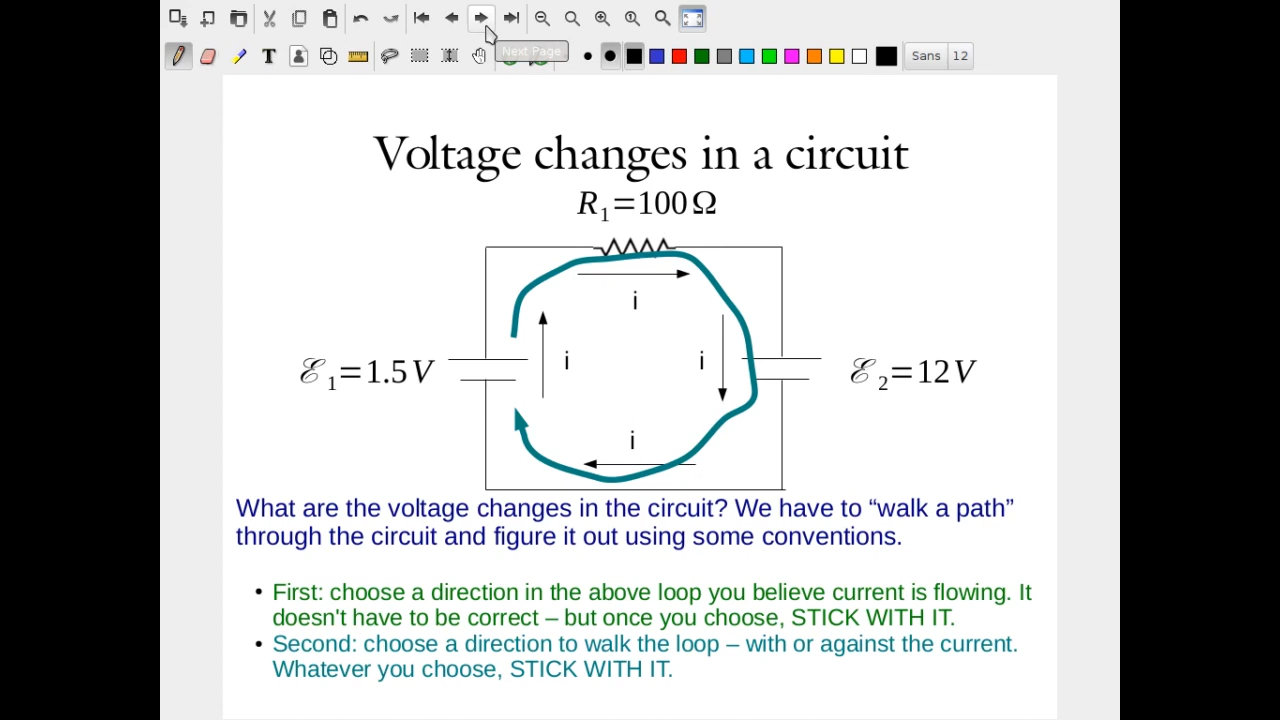 Next Page
Sans 12
Voltage changes in a circuit
R₁=100Ω
i
ℰ₁=1.5V
i
i
ℰ₂=12V
i
What are the voltage changes in the circuit? We have to “walk a path”
through the circuit and figure it out using some conventions.
• First: choose a direction in the above loop you believe current is flowing. It
doesn't have to be correct – but once you choose, STICK WITH IT.
• Second: choose a direction to walk the loop – with or against the current.
Whatever you choose, STICK WITH IT.